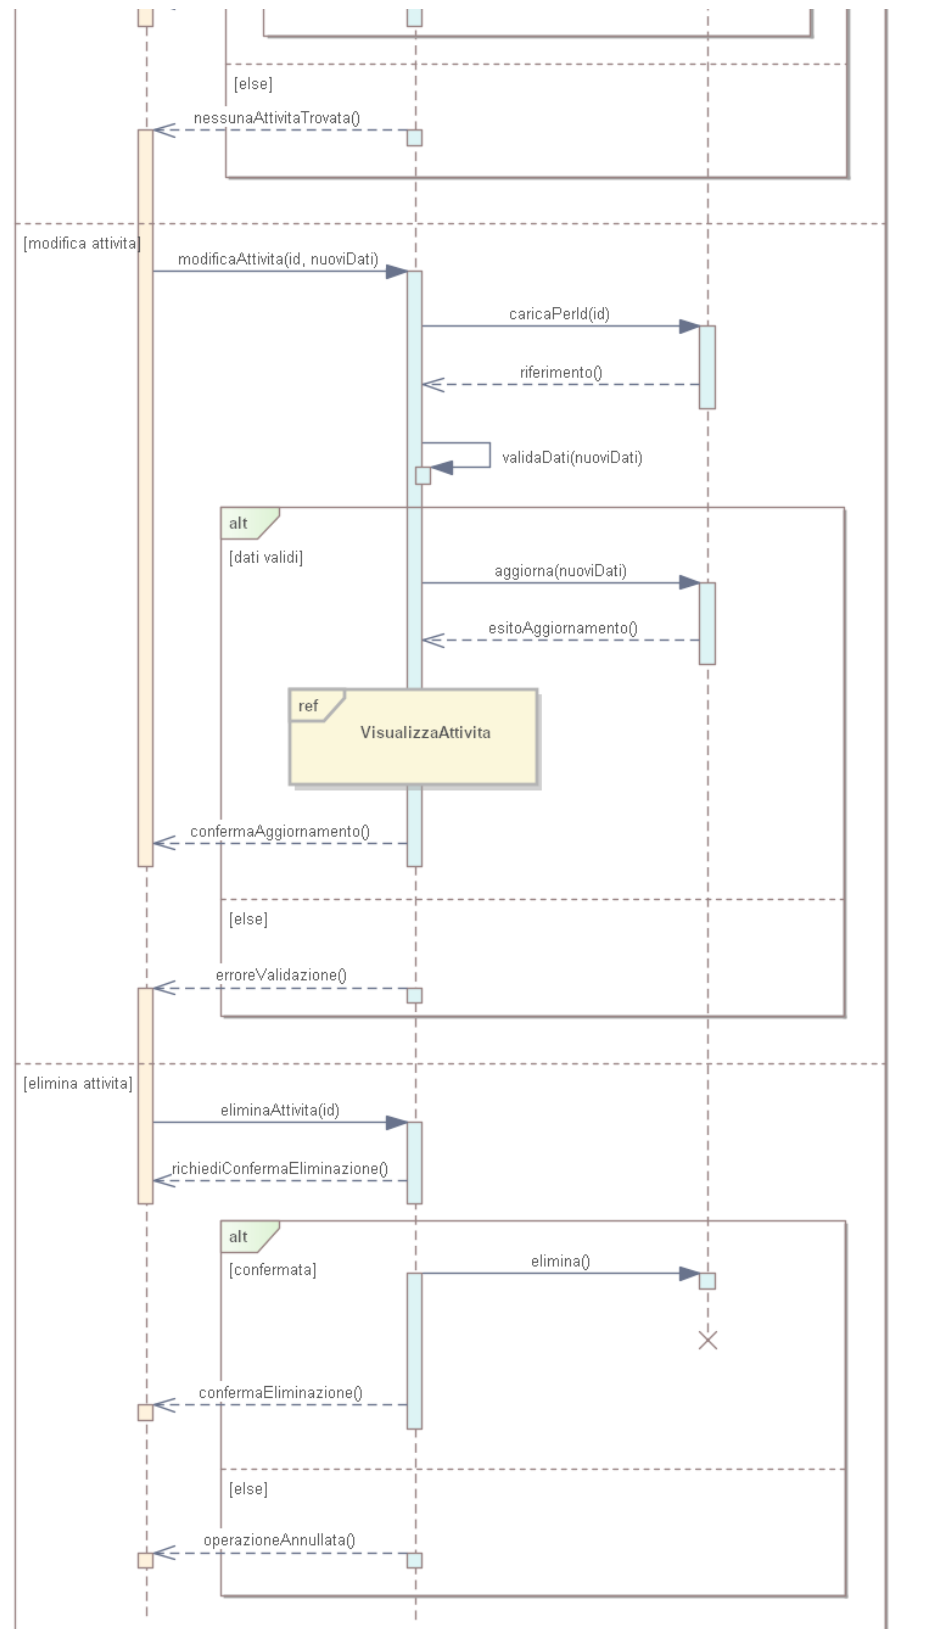 [else]
nessunaAttivitaTrovata()
[modifica attivita]
modificaAttivita(id, nuoviDati)
caricaPerId(id)
riferimento()
validaDati(nuoviDati)
alt
[dati validi]
aggiorna(nuoviDati)
esitoAggiornamento()
ref
VisualizzaAttivita
confermaAggiornamento()
[else]
erroreValidazione()
[elimina attivita]
eliminaAttivita(id)
richiediConfermaEliminazione()
alt
[confermata]
elimina()
confermaEliminazione()
[else]
operazioneAnnullata()